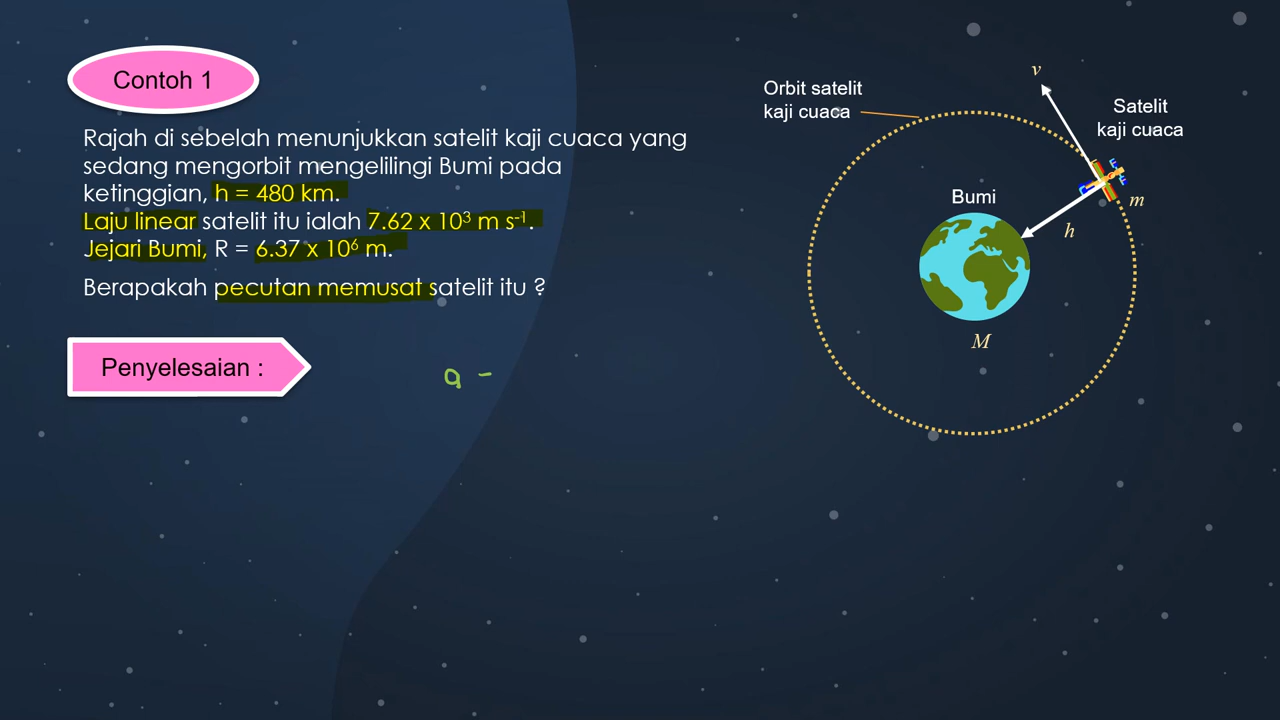 Contoh 1
Rajah di sebelah menunjukkan satelit kaji cuaca yang
sedang mengorbit mengelilingi Bumi pada
ketinggian, h = 480 km.
Laju linear satelit itu ialah 7.62 x 10³ m s⁻¹.
Jejari Bumi, R = 6.37 x 10⁶ m.
Berapakah pecutan memusat satelit itu ?
Penyelesaian :
a -
Orbit satelit
kaji cuaca
v
Satelit
kaji cuaca
m
Bumi
h
M